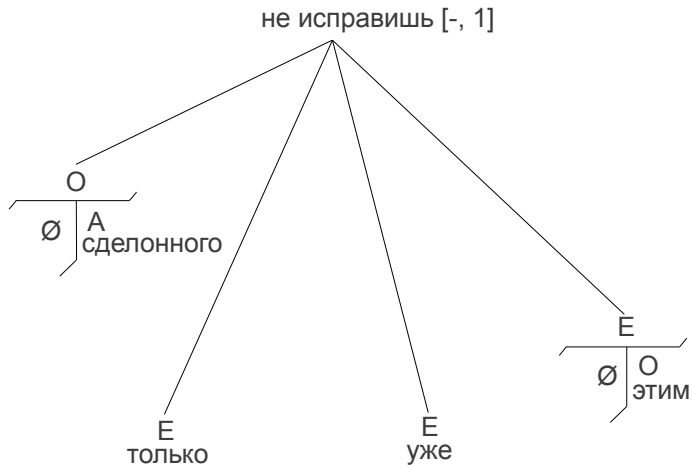 не исправишь [-, 1]
О
Ø
А
сделонного
Е
только
Е
уже
Е
Ø
О
этим